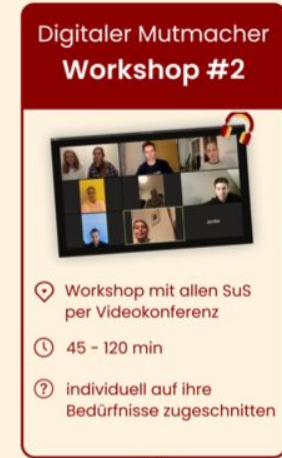 Digitaler Mutmacher
Workshop #2
Workshop mit allen SuS
per Videokonferenz
45 - 120 min
individuell auf ihre
Bedürfnisse zugeschnitten